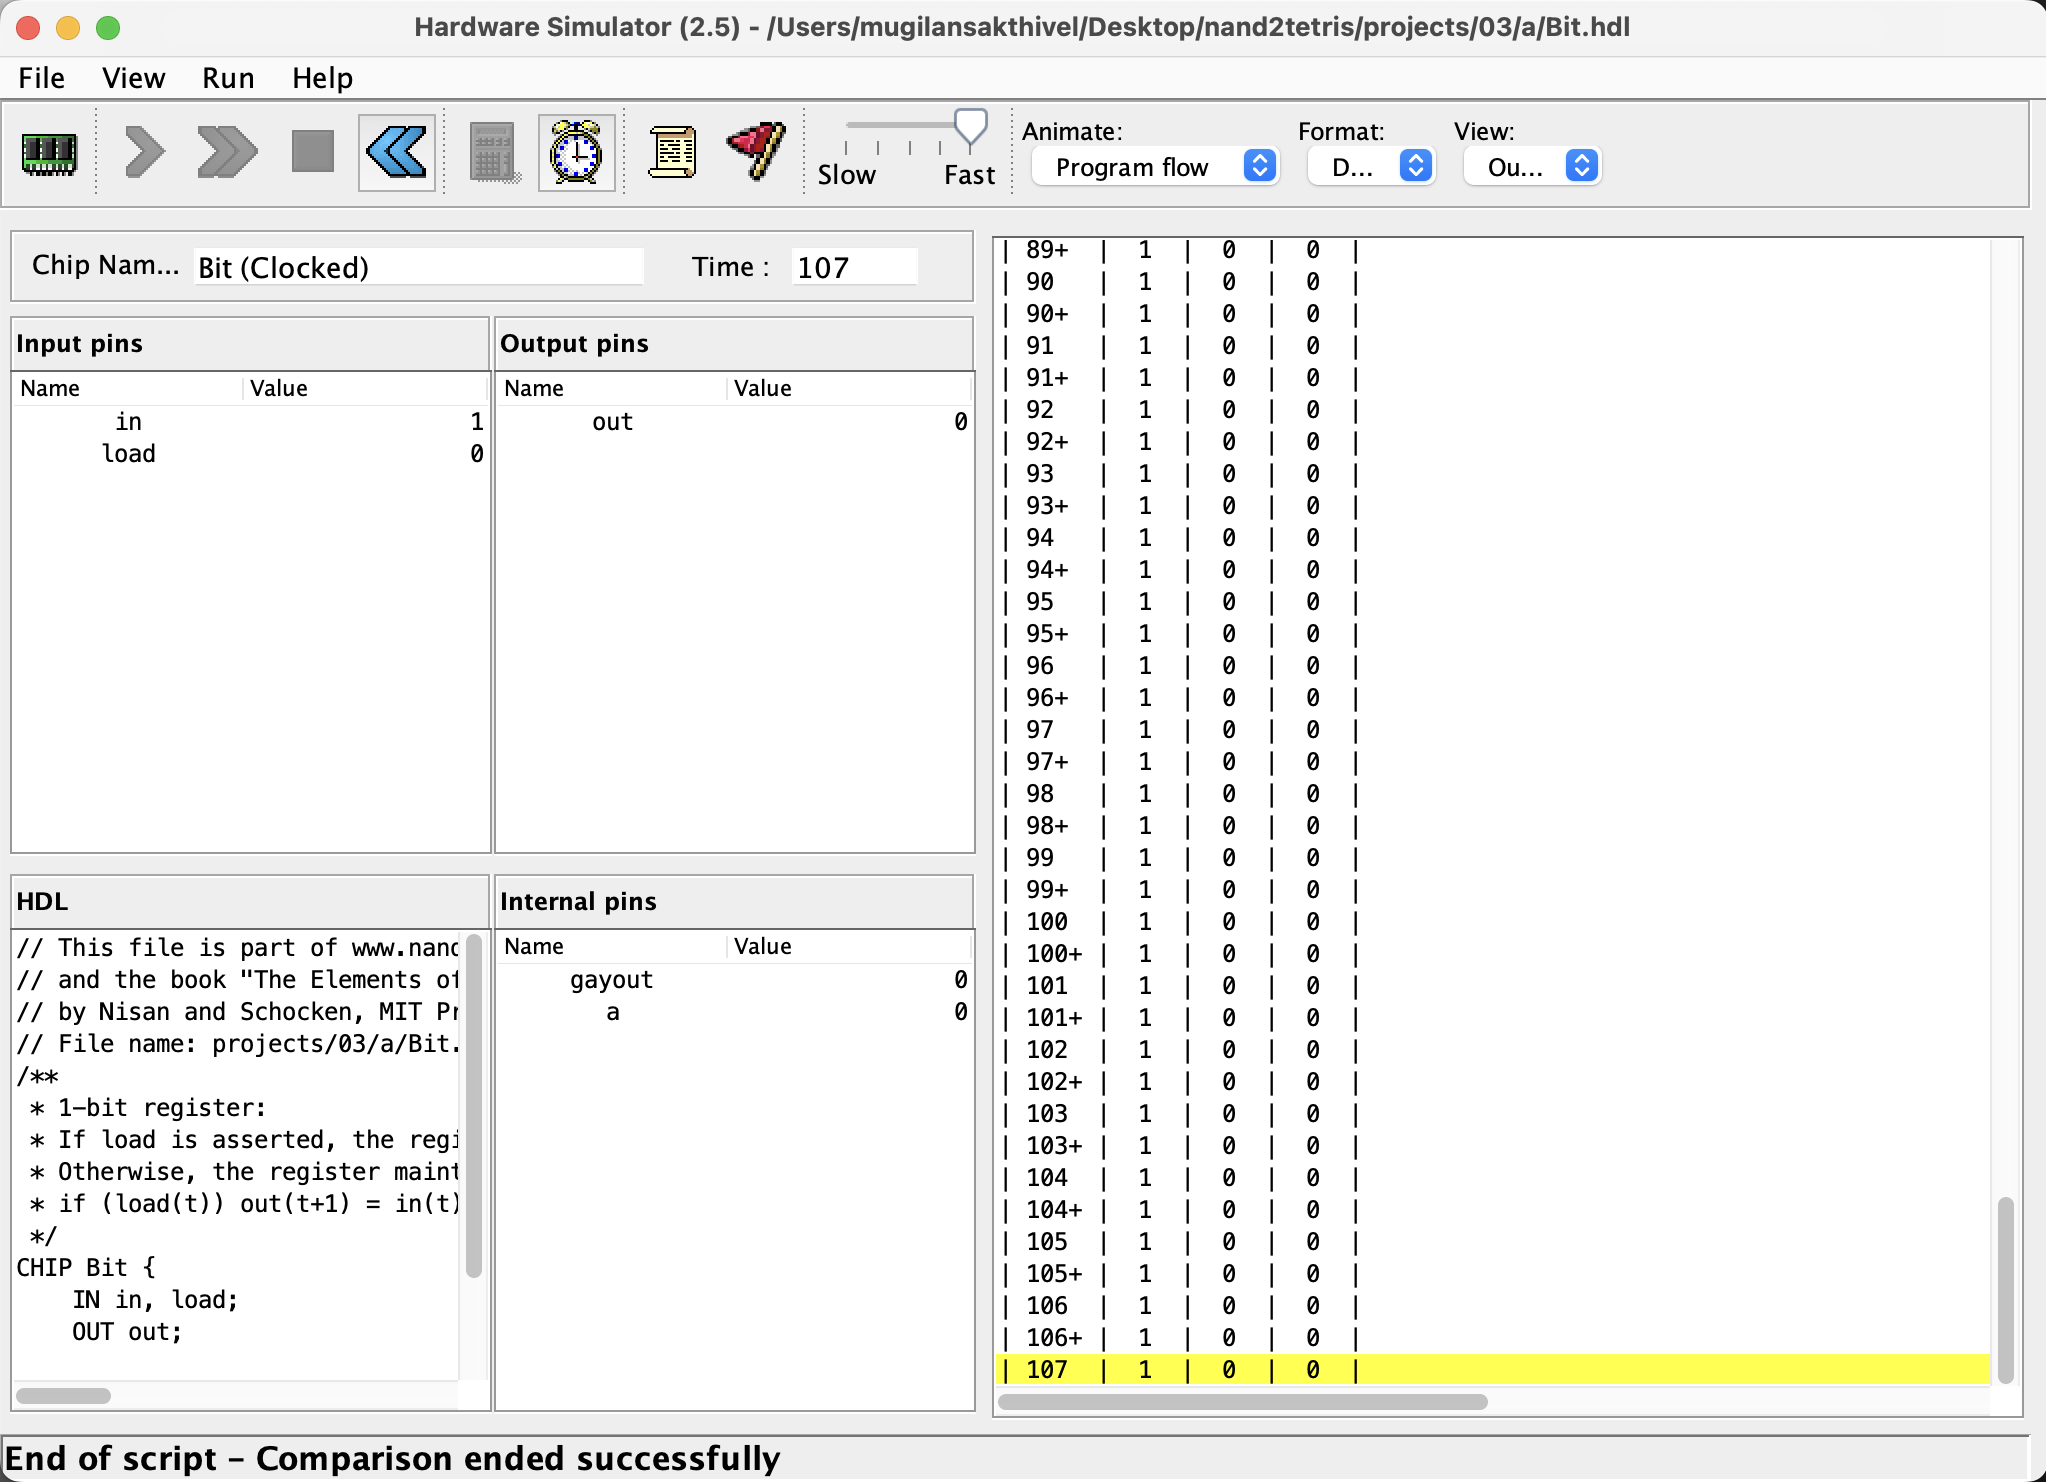 Hardware Simulator (2.5) - /Users/mugilansakthivel/Desktop/nand2tetris/projects/03/a/Bit.hdl
File View Run Help
Animate: Format: View:
Slow Fast Program flow D... Ou...
Chip Nam... Bit (Clocked) Time : 107
Input pins
Name Value
in 1
load 0
Output pins
Name Value
out 0
HDL
// This file is part of www.nand
// and the book "The Elements of
// by Nisan and Schocken, MIT Pr
// File name: projects/03/a/Bit.
/**
* 1-bit register:
* If load is asserted, the regi
* Otherwise, the register maint
* if (load(t)) out(t+1) = in(t)
*/
CHIP Bit {
IN in, load;
OUT out;
Internal pins
Name Value
gayout 0
a 0
| 89+ | 1 | 0 | 0 |
| 90 | 1 | 0 | 0 |
| 90+ | 1 | 0 | 0 |
| 91 | 1 | 0 | 0 |
| 91+ | 1 | 0 | 0 |
| 92 | 1 | 0 | 0 |
| 92+ | 1 | 0 | 0 |
| 93 | 1 | 0 | 0 |
| 93+ | 1 | 0 | 0 |
| 94 | 1 | 0 | 0 |
| 94+ | 1 | 0 | 0 |
| 95 | 1 | 0 | 0 |
| 95+ | 1 | 0 | 0 |
| 96 | 1 | 0 | 0 |
| 96+ | 1 | 0 | 0 |
| 97 | 1 | 0 | 0 |
| 97+ | 1 | 0 | 0 |
| 98 | 1 | 0 | 0 |
| 98+ | 1 | 0 | 0 |
| 99 | 1 | 0 | 0 |
| 99+ | 1 | 0 | 0 |
| 100 | 1 | 0 | 0 |
| 100+ | 1 | 0 | 0 |
| 101 | 1 | 0 | 0 |
| 101+ | 1 | 0 | 0 |
| 102 | 1 | 0 | 0 |
| 102+ | 1 | 0 | 0 |
| 103 | 1 | 0 | 0 |
| 103+ | 1 | 0 | 0 |
| 104 | 1 | 0 | 0 |
| 104+ | 1 | 0 | 0 |
| 105 | 1 | 0 | 0 |
| 105+ | 1 | 0 | 0 |
| 106 | 1 | 0 | 0 |
| 106+ | 1 | 0 | 0 |
| 107 | 1 | 0 | 0 |
End of script - Comparison ended successfully